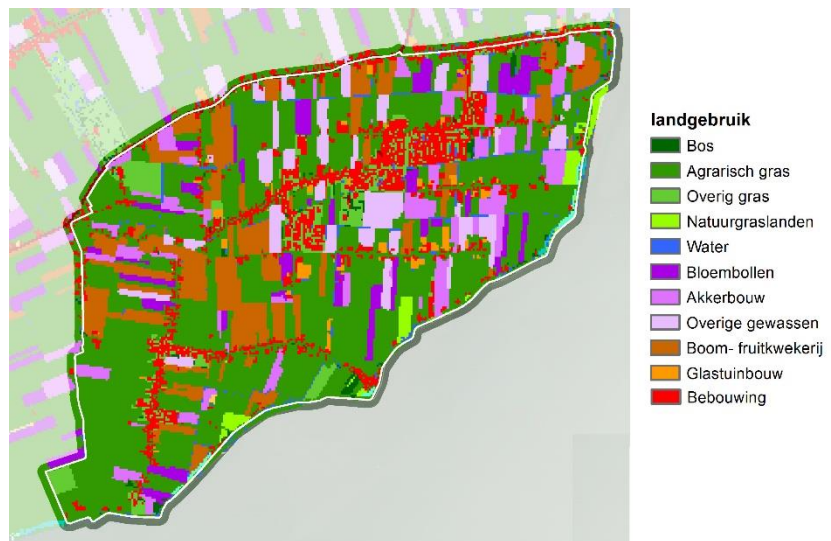 landgebruik
Bos
Agrarisch gras
Overig gras
Natuurgraslanden
Water
Bloembollen
Akkerbouw
Overige gewassen
Boom- fruitkwekerij
Glastuinbouw
Bebouwing